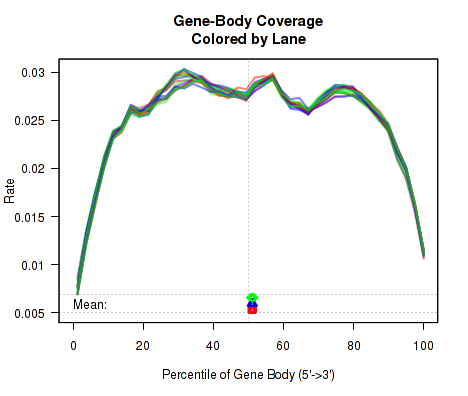 Gene-Body Coverage
Colored by Lane
0.03
0.025
0.02
0.015
0.01
0.005
Rate
Mean:
0 20 40 60 80 100
Percentile of Gene Body (5'->3')